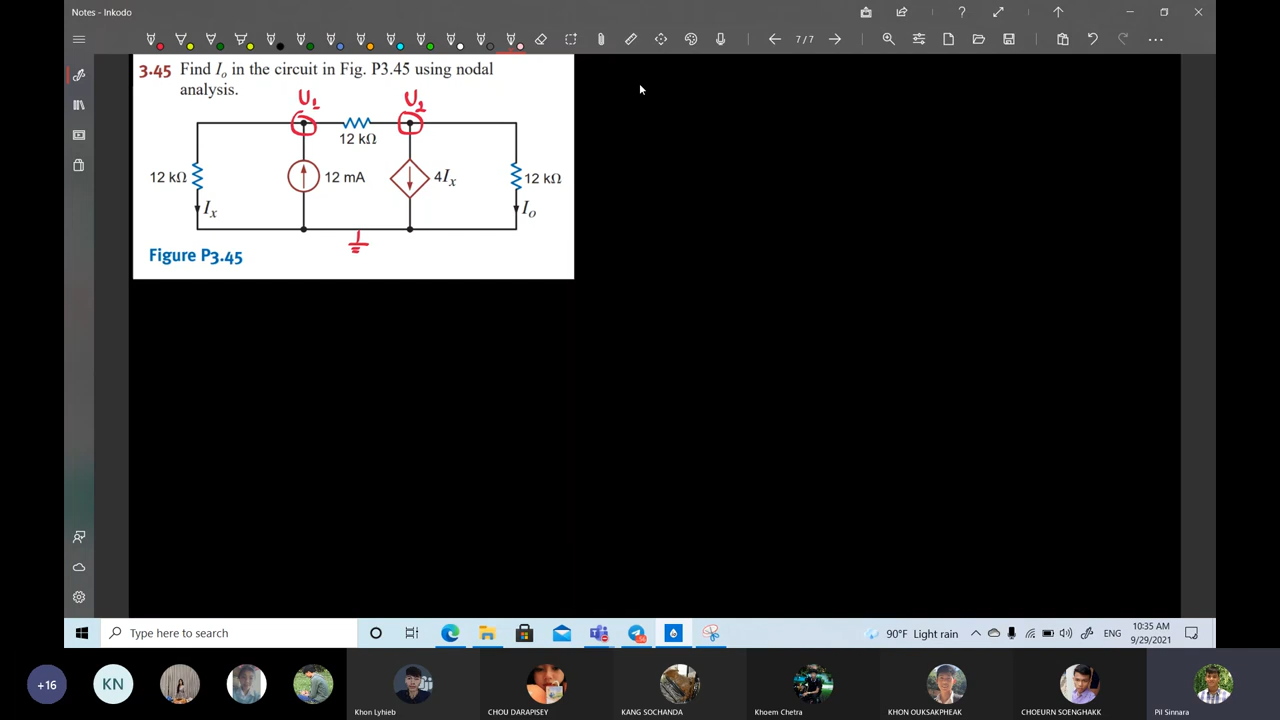 Notes - Inkodo
7/7
3.45 Find Io in the circuit in Fig. P3.45 using nodal
analysis.
U1
U2
12 kΩ
12 kΩ
12 mA
4Ix
12 kΩ
Ix
Io
Figure P3.45
Type here to search
90°F Light rain
ENG
10:35 AM
9/29/2021
+16
KN
Khon Lyhieb
CHOU DARAPISEY
KANG SOCHANDA
Khoem Chetra
KHON OUKSAKPHEAK
CHOEURN SOENGHAKK
Pil Sinnara